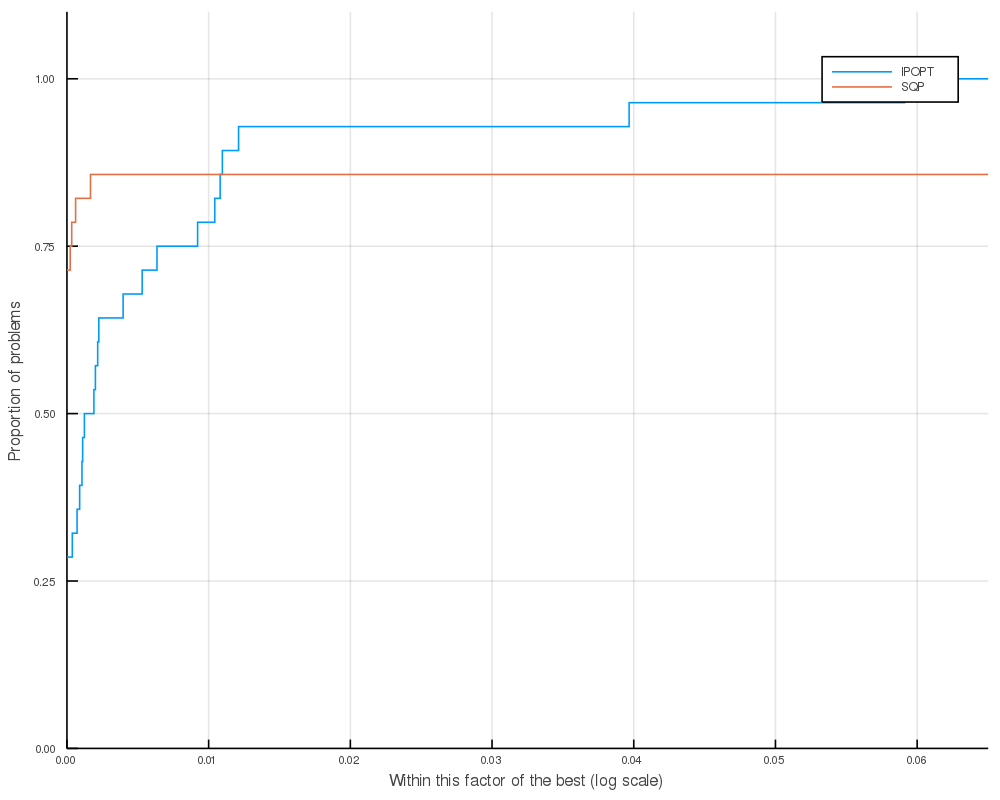 IPOPT
SQP
1.00
0.75
0.50
0.25
0.00
Proportion of problems
0.00 0.01 0.02 0.03 0.04 0.05 0.06
Within this factor of the best (log scale)